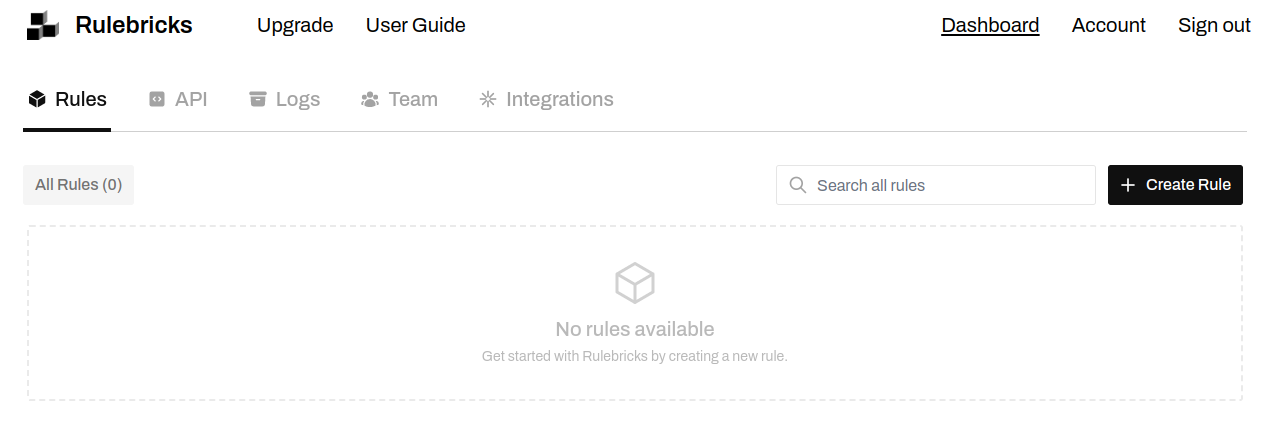 Rulebricks Upgrade User Guide Dashboard Account Sign out
Rules API Logs Team Integrations
All Rules (0) Search all rules Create Rule
No rules available
Get started with Rulebricks by creating a new rule.